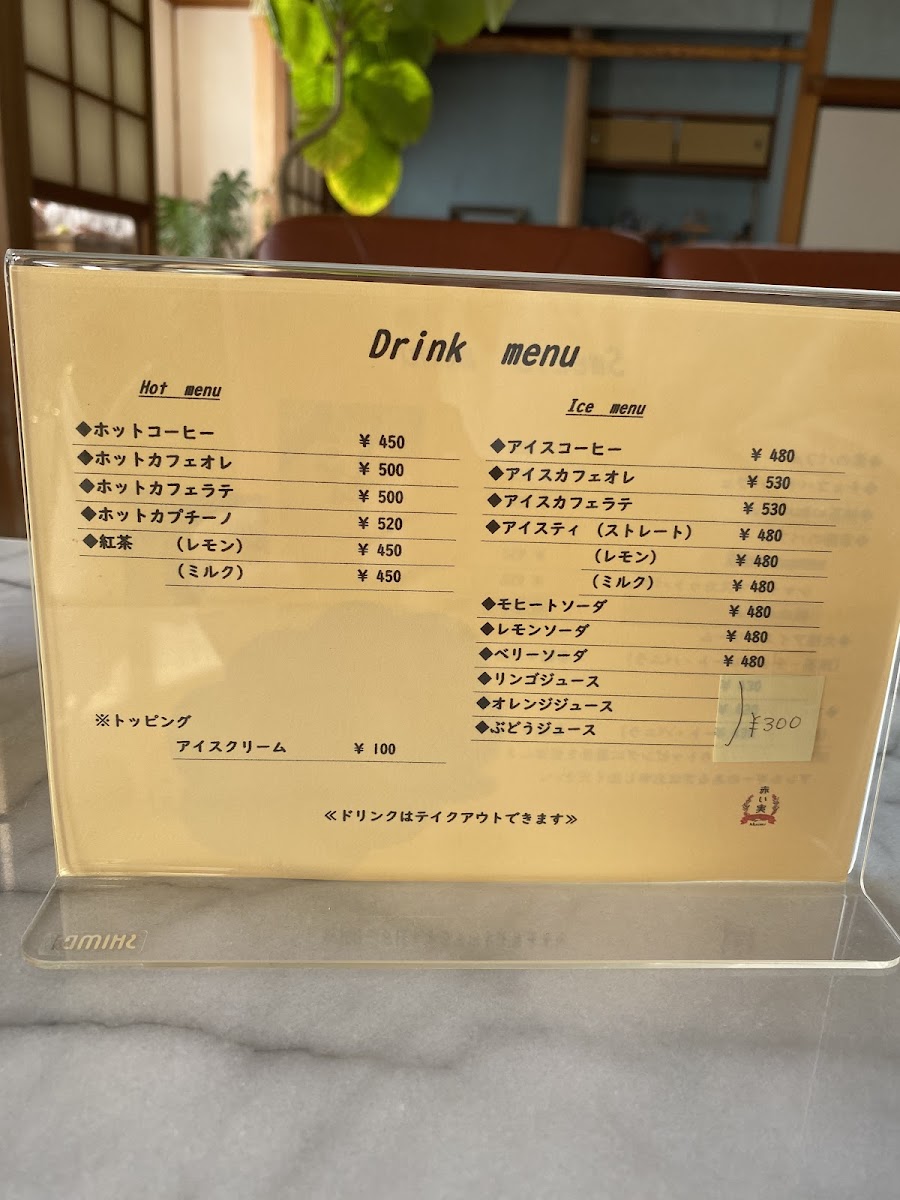 Drink menu
Hot menu
◆ホットコーヒー ¥ 450
◆ホットカフェオレ ¥ 500
◆ホットカフェラテ ¥ 500
◆ホットカプチーノ ¥ 520
◆紅茶 (レモン) ¥ 450
(ミルク) ¥ 450
※トッピング
アイスクリーム ¥ 100
Ice menu
◆アイスコーヒー ¥ 480
◆アイスカフェオレ ¥ 530
◆アイスカフェラテ ¥ 530
◆アイスティ (ストレート) ¥ 480
(レモン) ¥ 480
(ミルク) ¥ 480
◆モヒートソーダ ¥ 480
◆レモンソーダ ¥ 480
◆ベリーソーダ ¥ 480
◆リンゴジュース
◆オレンジジュース
◆ぶどうジュース
¥300
≪ドリンクはテイクアウトできます≫
赤い実